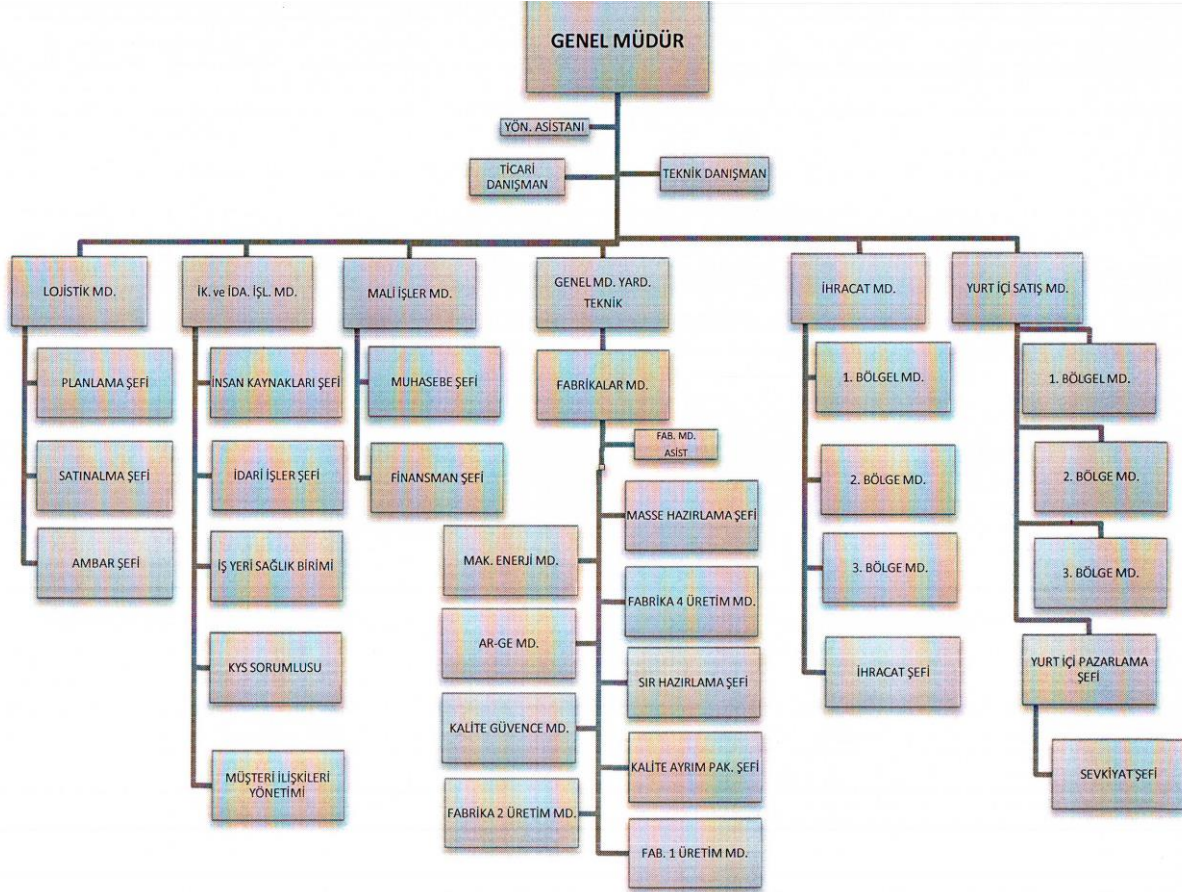 GENEL MÜDÜR
YÖN. ASİSTANI
TİCARİ
DANIŞMAN
TEKNİK DANIŞMAN
LOJİSTİK MD.
İK. ve İDA. İŞL. MD.
MALİ İŞLER MD.
GENEL MD. YARD.
TEKNİK
İHRACAT MD.
YURT İÇİ SATIŞ MD.
PLANLAMA ŞEFİ
SATINALMA ŞEFİ
AMBAR ŞEFİ
İNSAN KAYNAKLARI ŞEFİ
İDARİ İŞLER ŞEFİ
İŞ YERİ SAĞLIK BİRİMİ
KYS SORUMLUSU
MÜŞTERİ İLİŞKİLERİ
YÖNETİMİ
MUHASEBE ŞEFİ
FİNANSMAN ŞEFİ
FABRİKALAR MD.
FAB. MD.
ASİST
MASSE HAZIRLAMA ŞEFİ
MAK. ENERJİ MD.
FABRİKA 4 ÜRETİM MD.
AR-GE MD.
SIR HAZIRLAMA ŞEFİ
KALİTE GÜVENCE MD.
KALİTE AYRIM PAK. ŞEFİ
FABRİKA 2 ÜRETİM MD.
FAB. 1 ÜRETİM MD.
1. BÖLGEL MD.
2. BÖLGE MD.
3. BÖLGE MD.
İHRACAT ŞEFİ
1. BÖLGEL MD.
2. BÖLGE MD.
3. BÖLGE MD.
YURT İÇİ PAZARLAMA
ŞEFİ
SEVKİYAT ŞEFİ